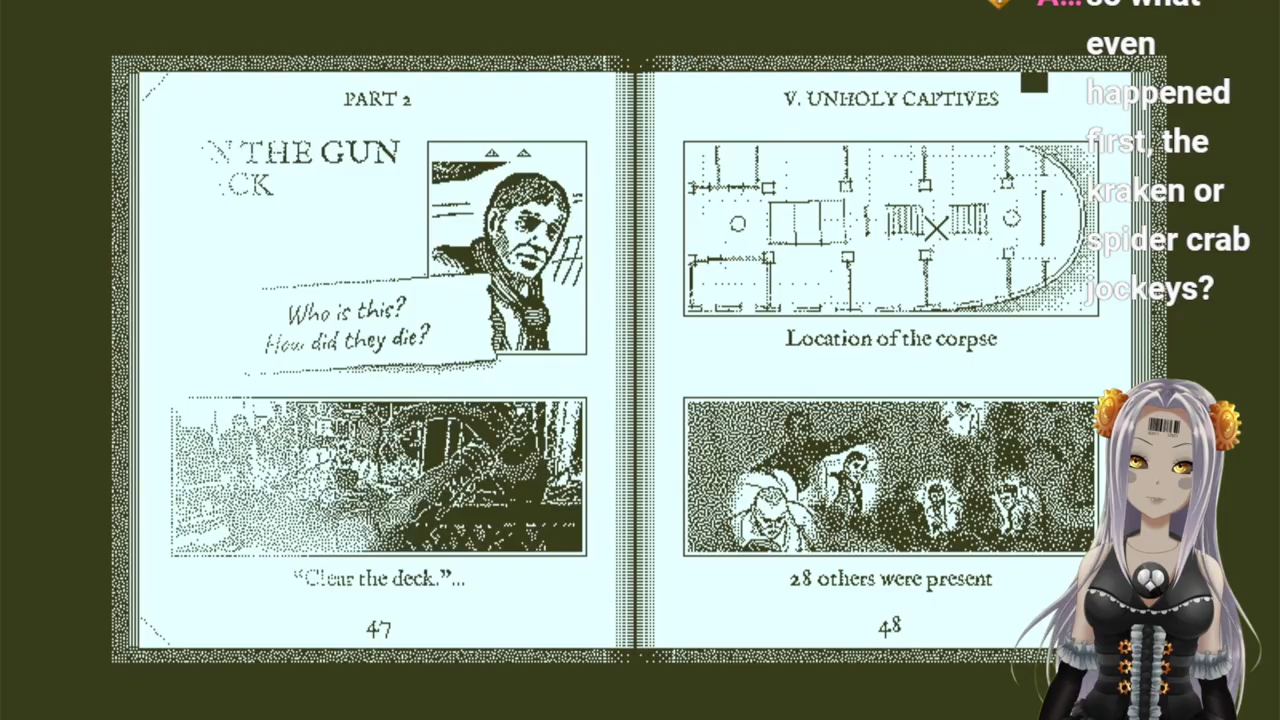 PART 2
N THE GUN
CK
Who is this?
How did they die?
"Clear the deck."...
47
V. UNHOLY CAPTIVES
Location of the corpse
28 others were present
48
A... so what
even
happened
first, the
kraken or
spider crab
jockeys?